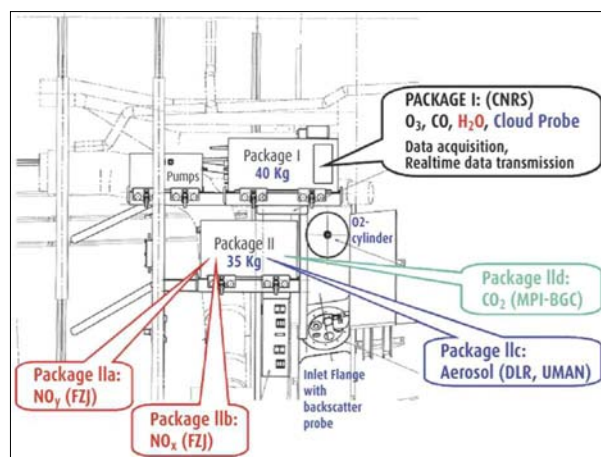 PACKAGE I: (CNRS)
O₃, CO, H₂O, Cloud Probe
Data acquisition,
Realtime data transmission
Package I
40 Kg
Pumps
O2-
cylinder
Package II
35 Kg
Package IId:
CO₂ (MPI-BGC)
Package IIc:
Aerosol (DLR, UMAN)
Package IIa:
NOᵧ (FZJ)
Package IIb:
NOₓ (FZJ)
Inlet Flange
with
backscatter
probe